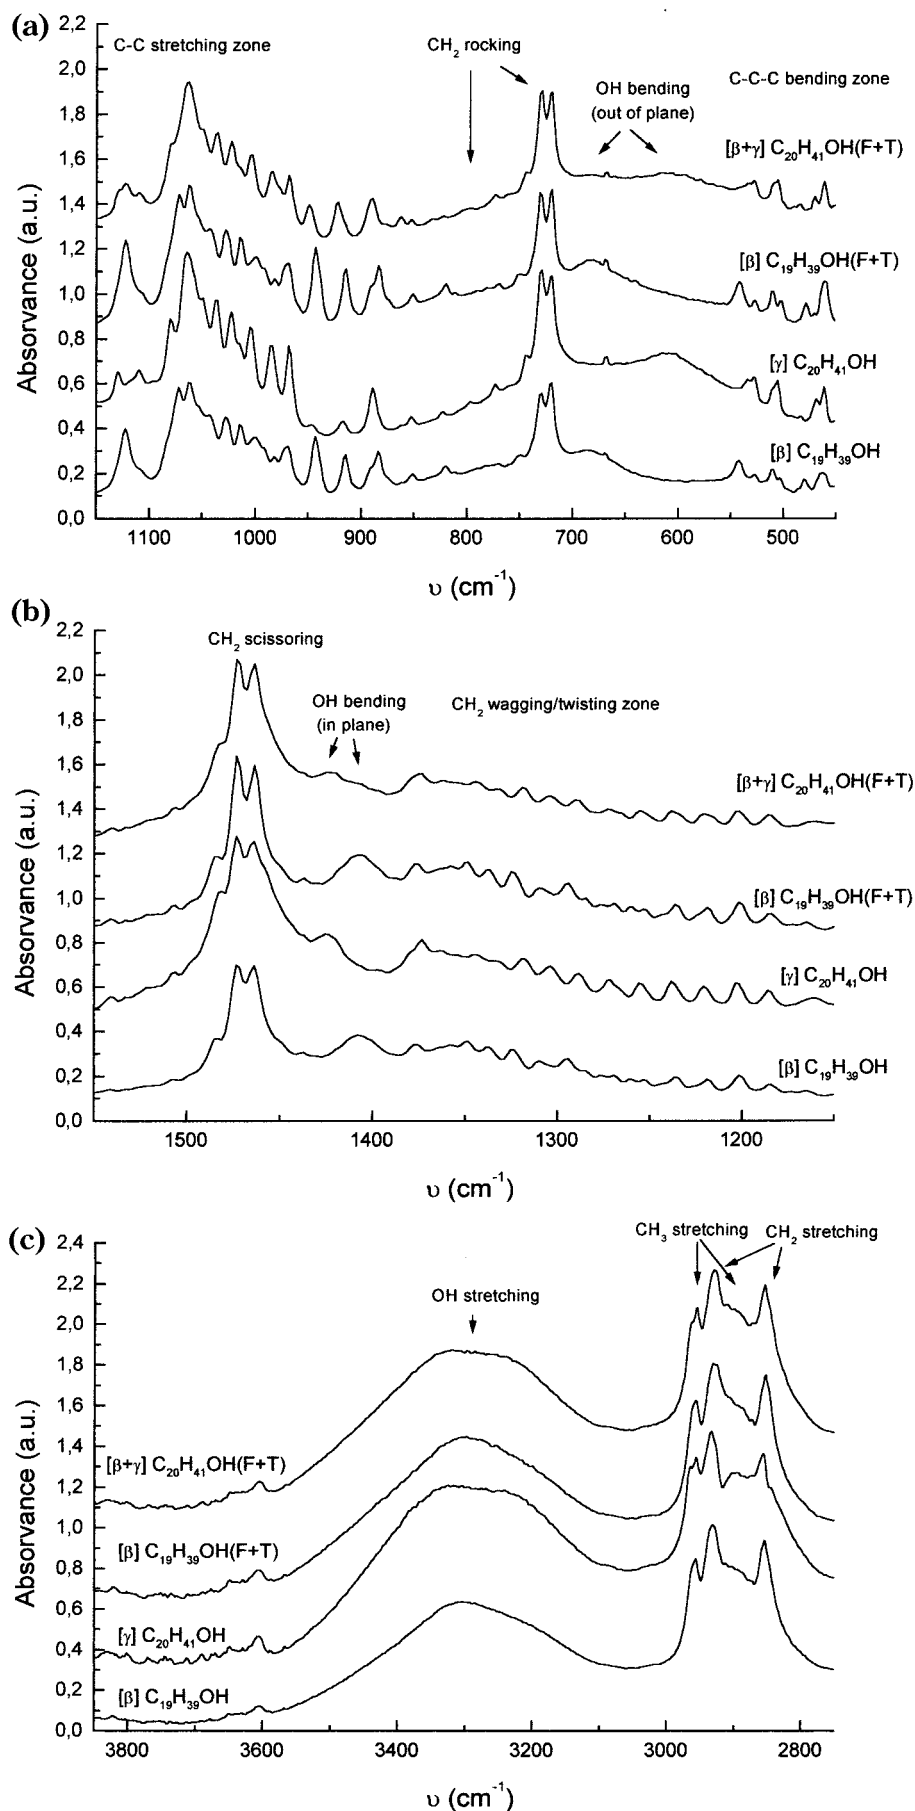 (a)
2,2
2,0
1,8
1,6
1,4
1,2
1,0
0,8
0,6
0,4
0,2
0,0
Absorvance (a.u.)
C-C stretching zone
CH₂ rocking
OH bending
(out of plane)
C-C-C bending zone
[β+γ] C₂₀H₄₁OH(F+T)
[β] C₁₉H₃₉OH(F+T)
[γ] C₂₀H₄₁OH
[β] C₁₉H₃₉OH
1100 1000 900 800 700 600 500
υ (cm⁻¹)
(b)
2,2
2,0
1,8
1,6
1,4
1,2
1,0
0,8
0,6
0,4
0,2
0,0
Absorvance (a.u.)
CH₂ scissoring
OH bending
(in plane)
CH₂ wagging/twisting zone
[β+γ] C₂₀H₄₁OH(F+T)
[β] C₁₉H₃₉OH(F+T)
[γ] C₂₀H₄₁OH
[β] C₁₉H₃₉OH
1500 1400 1300 1200
υ (cm⁻¹)
(c)
2,4
2,2
2,0
1,8
1,6
1,4
1,2
1,0
0,8
0,6
0,4
0,2
0,0
Absorvance (a.u.)
OH stretching
CH₃ stretching
CH₂ stretching
[β+γ] C₂₀H₄₁OH(F+T)
[β] C₁₉H₃₉OH(F+T)
[γ] C₂₀H₄₁OH
[β] C₁₉H₃₉OH
3800 3600 3400 3200 3000 2800
υ (cm⁻¹)